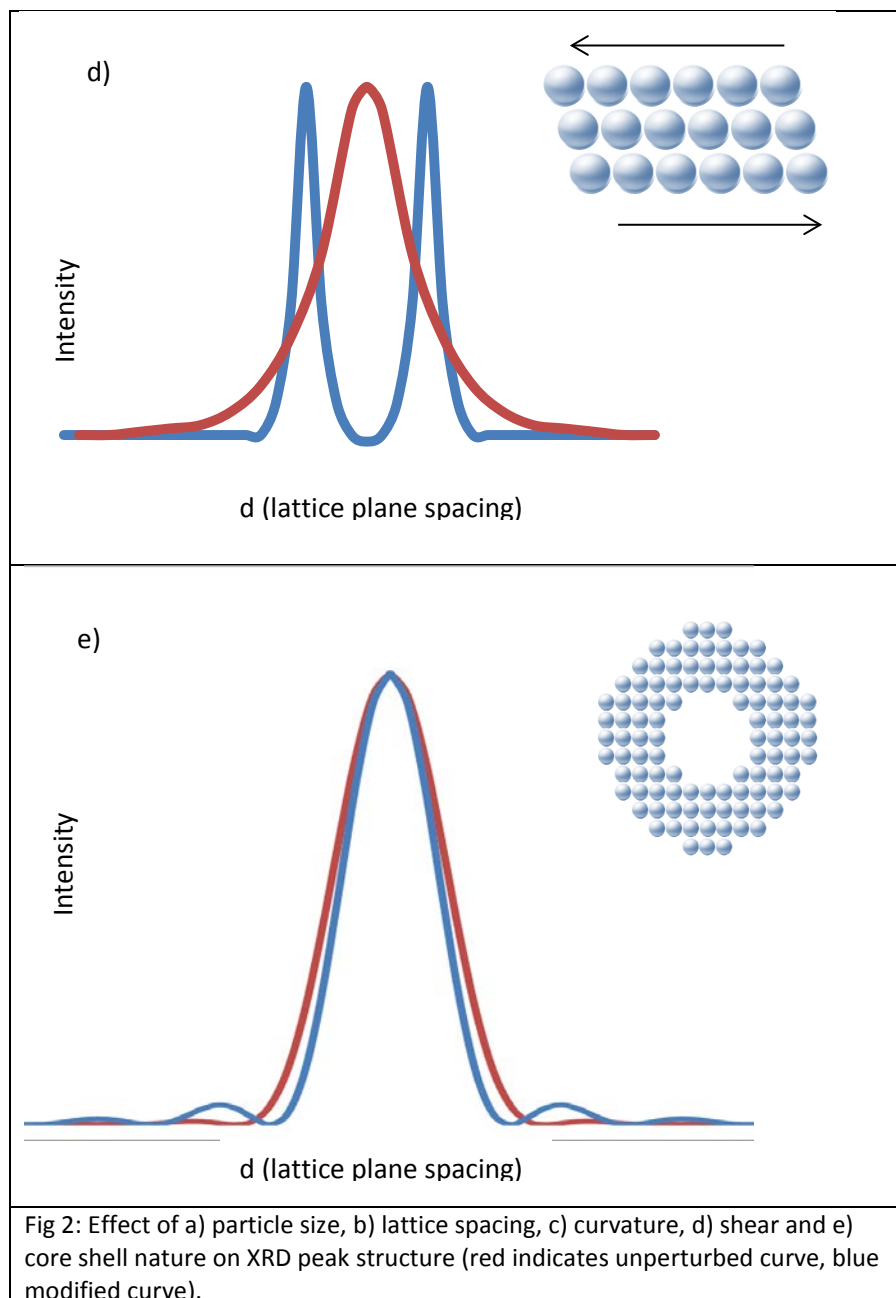 d)
Intensity
d (lattice plane spacing)
e)
Intensity
d (lattice plane spacing)
Fig 2: Effect of a) particle size, b) lattice spacing, c) curvature, d) shear and e)
core shell nature on XRD peak structure (red indicates unperturbed curve, blue
modified curve).